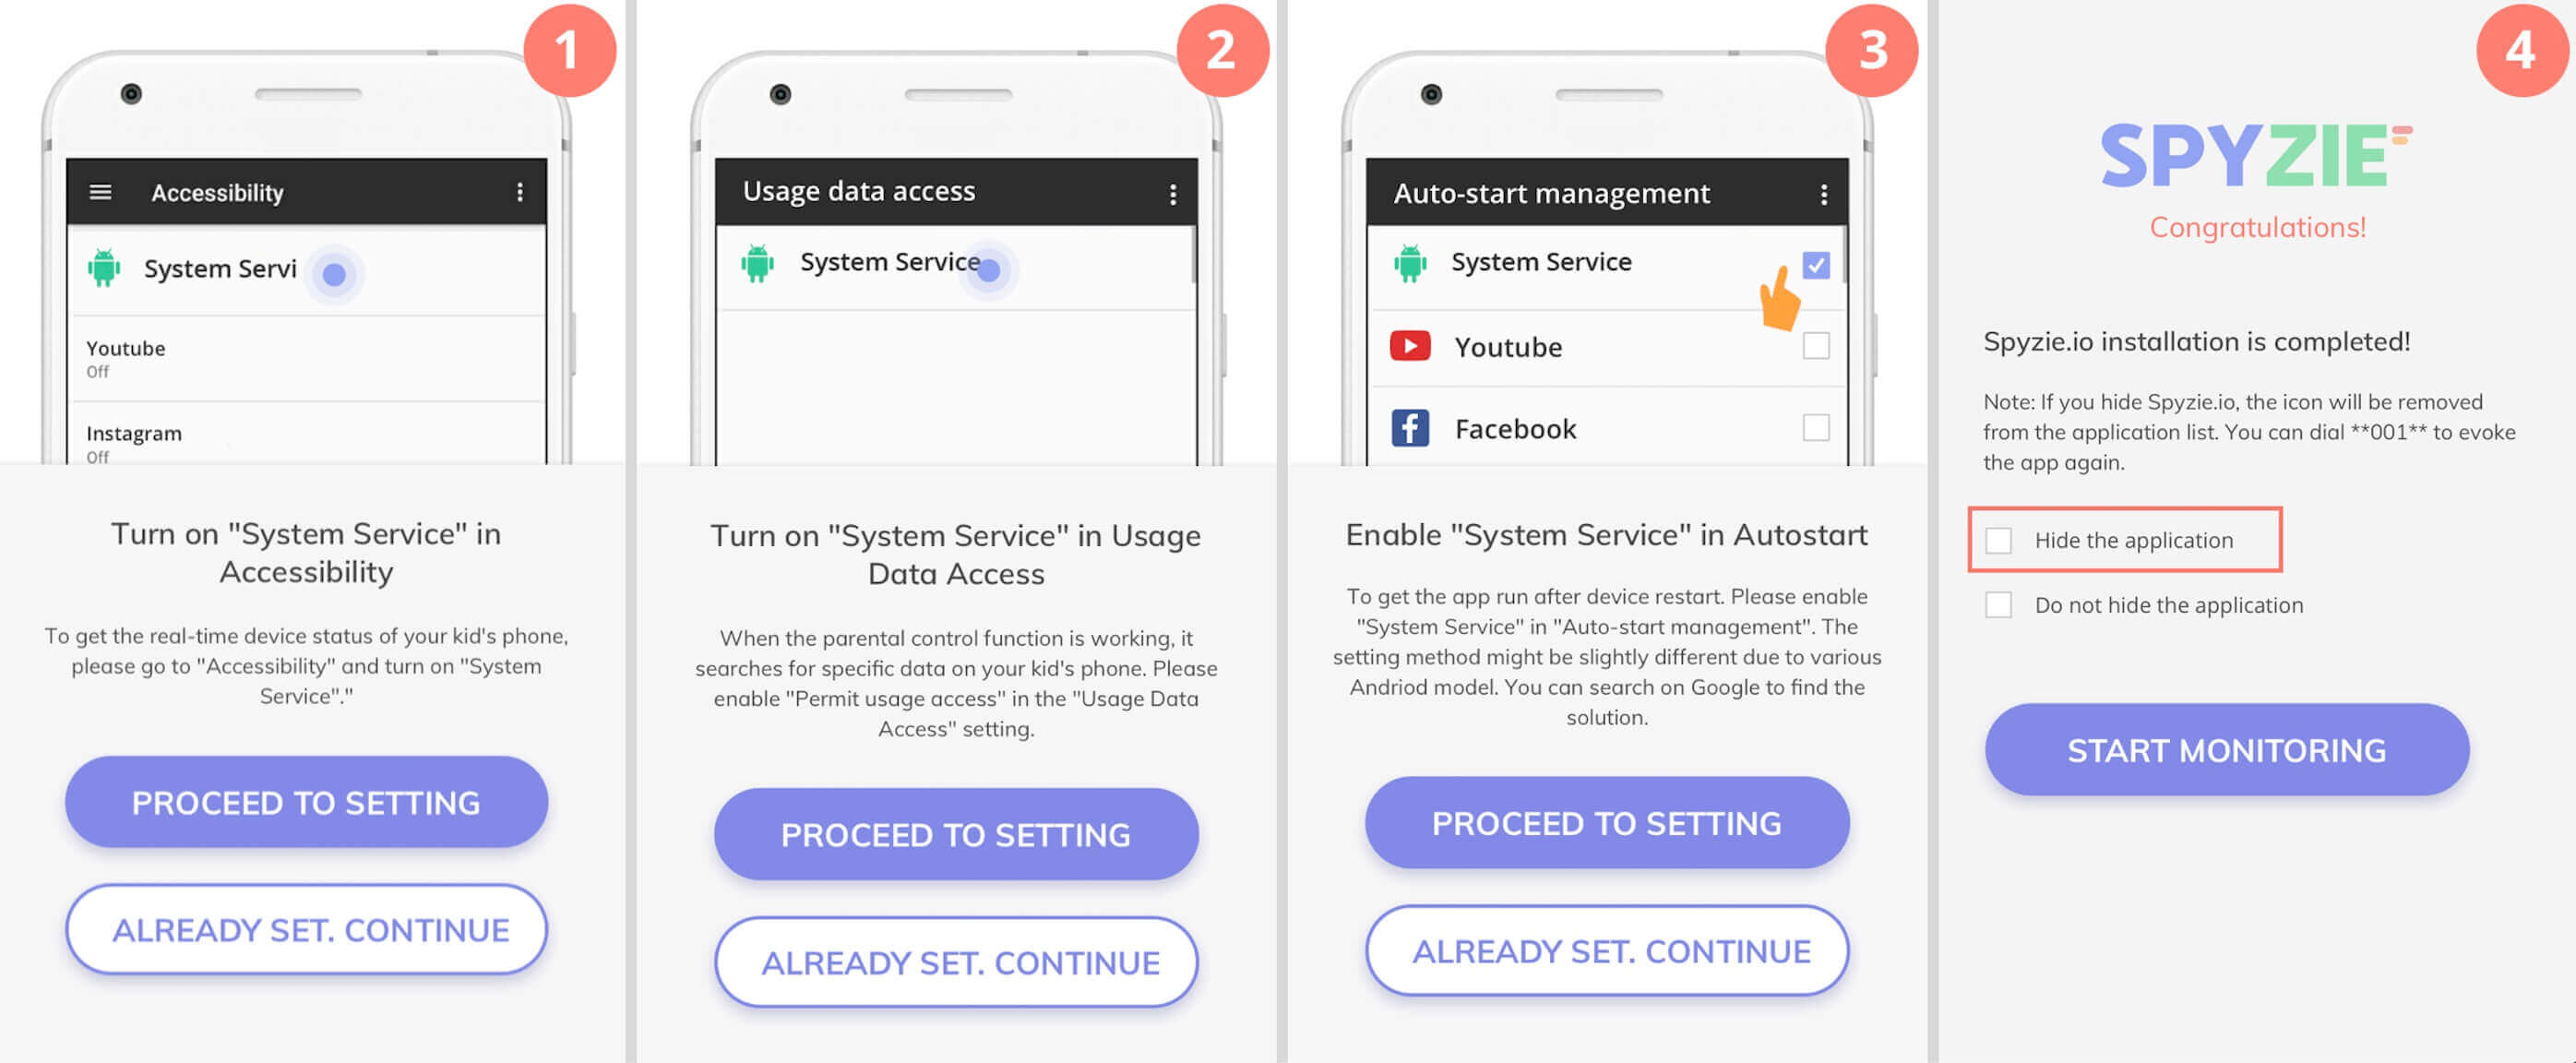 1
Accessibility
System Servi
Youtube
Off
Instagram
Off
Turn on "System Service" in
Accessibility
To get the real-time device status of your kid's phone,
please go to "Accessibility" and turn on "System
Service"."
PROCEED TO SETTING
ALREADY SET. CONTINUE
2
Usage data access
System Service
Turn on "System Service" in Usage
Data Access
When the parental control function is working, it
searches for specific data on your kid's phone. Please
enable "Permit usage access" in the "Usage Data
Access" setting.
PROCEED TO SETTING
ALREADY SET. CONTINUE
3
Auto-start management
System Service
Youtube
Facebook
Enable "System Service" in Autostart
To get the app run after device restart. Please enable
"System Service" in "Auto-start management". The
setting method might be slightly different due to various
Andriod model. You can search on Google to find the
solution.
PROCEED TO SETTING
ALREADY SET. CONTINUE
4
SPYZIE
Congratulations!
Spyzie.io installation is completed!
Note: If you hide Spyzie.io, the icon will be removed
from the application list. You can dial **001** to evoke
the app again.
Hide the application
Do not hide the application
START MONITORING